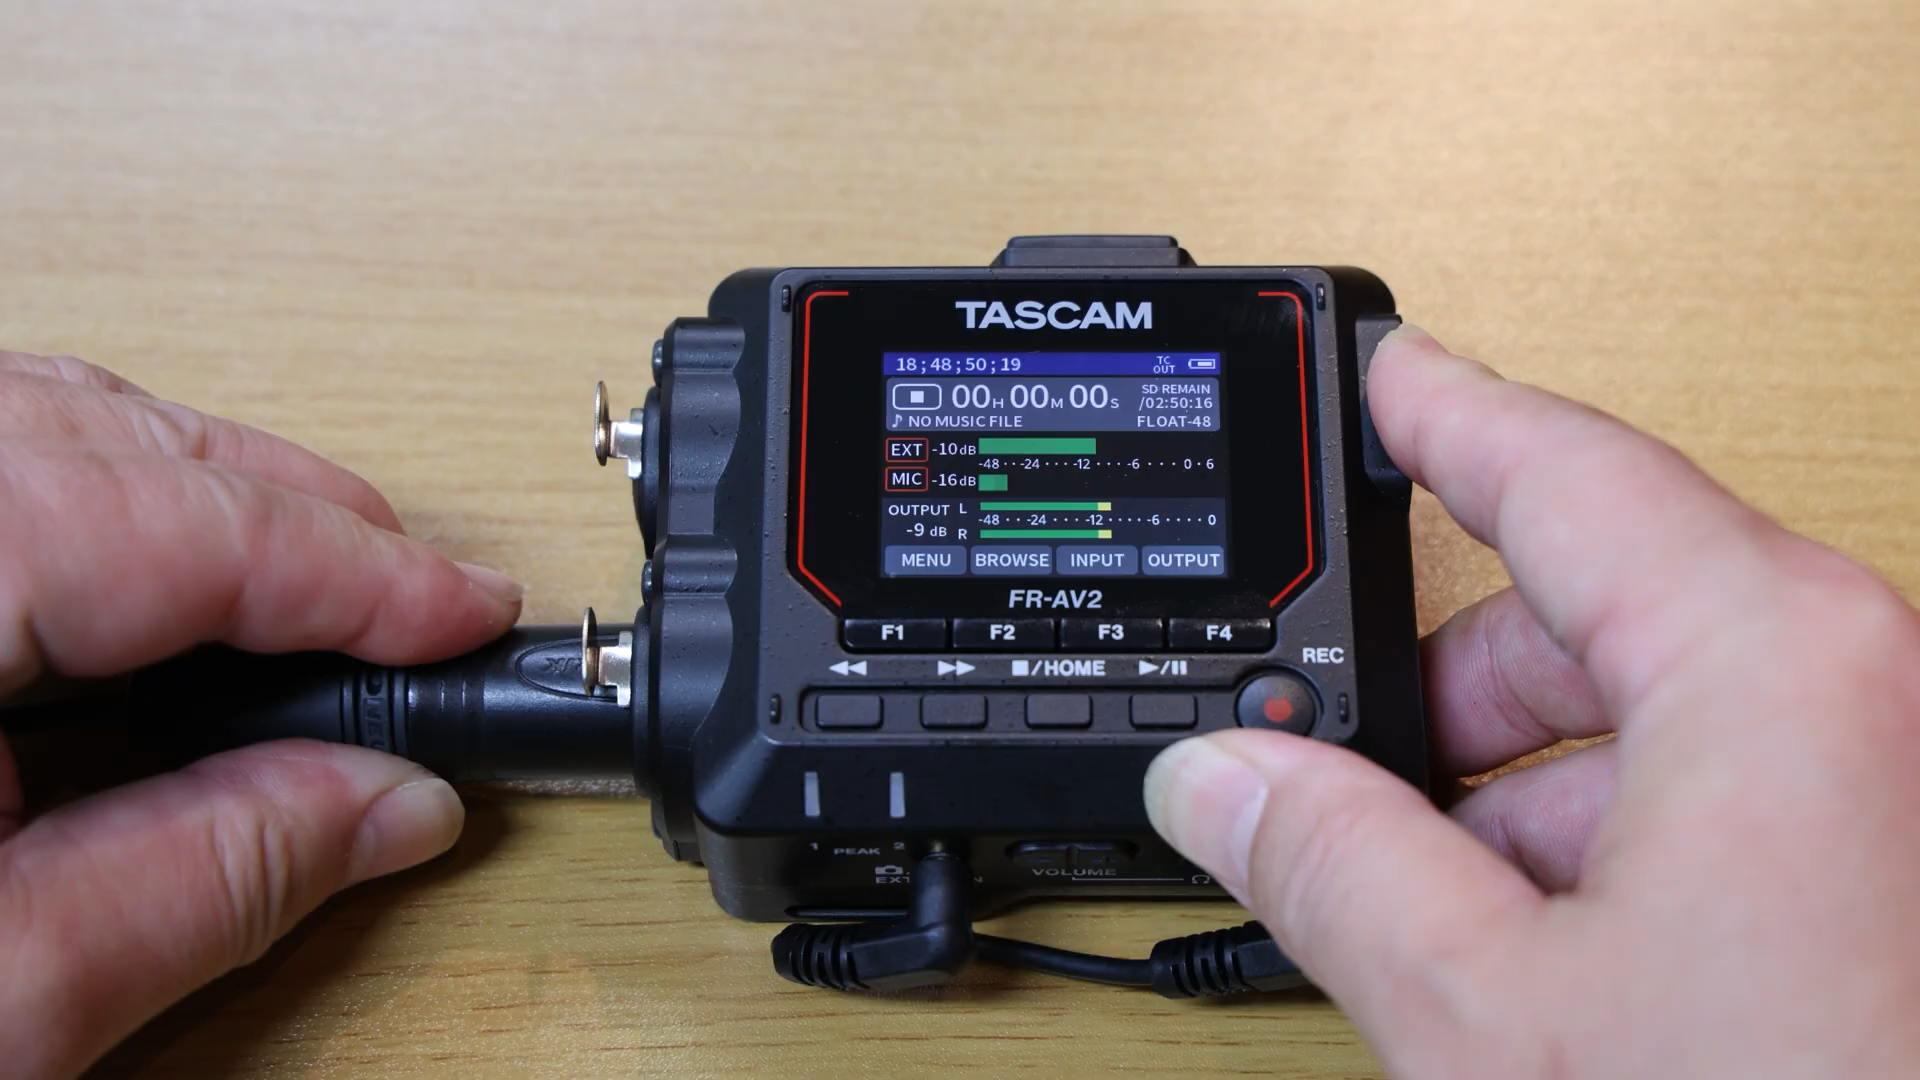 TASCAM
18;48;50;19 TC OUT
00H 00M 00S SD REMAIN /02:50:16
NO MUSIC FILE FLOAT-48
EXT -10dB
-48 -24 -12 -6 0 6
MIC -16dB
OUTPUT L
-9 dB -48 -24 -12 -6 0
R
MENU BROWSE INPUT OUTPUT
FR-AV2
F1 F2 F3 F4
■/HOME ►/II REC
1 PEAK 2
VOLUME